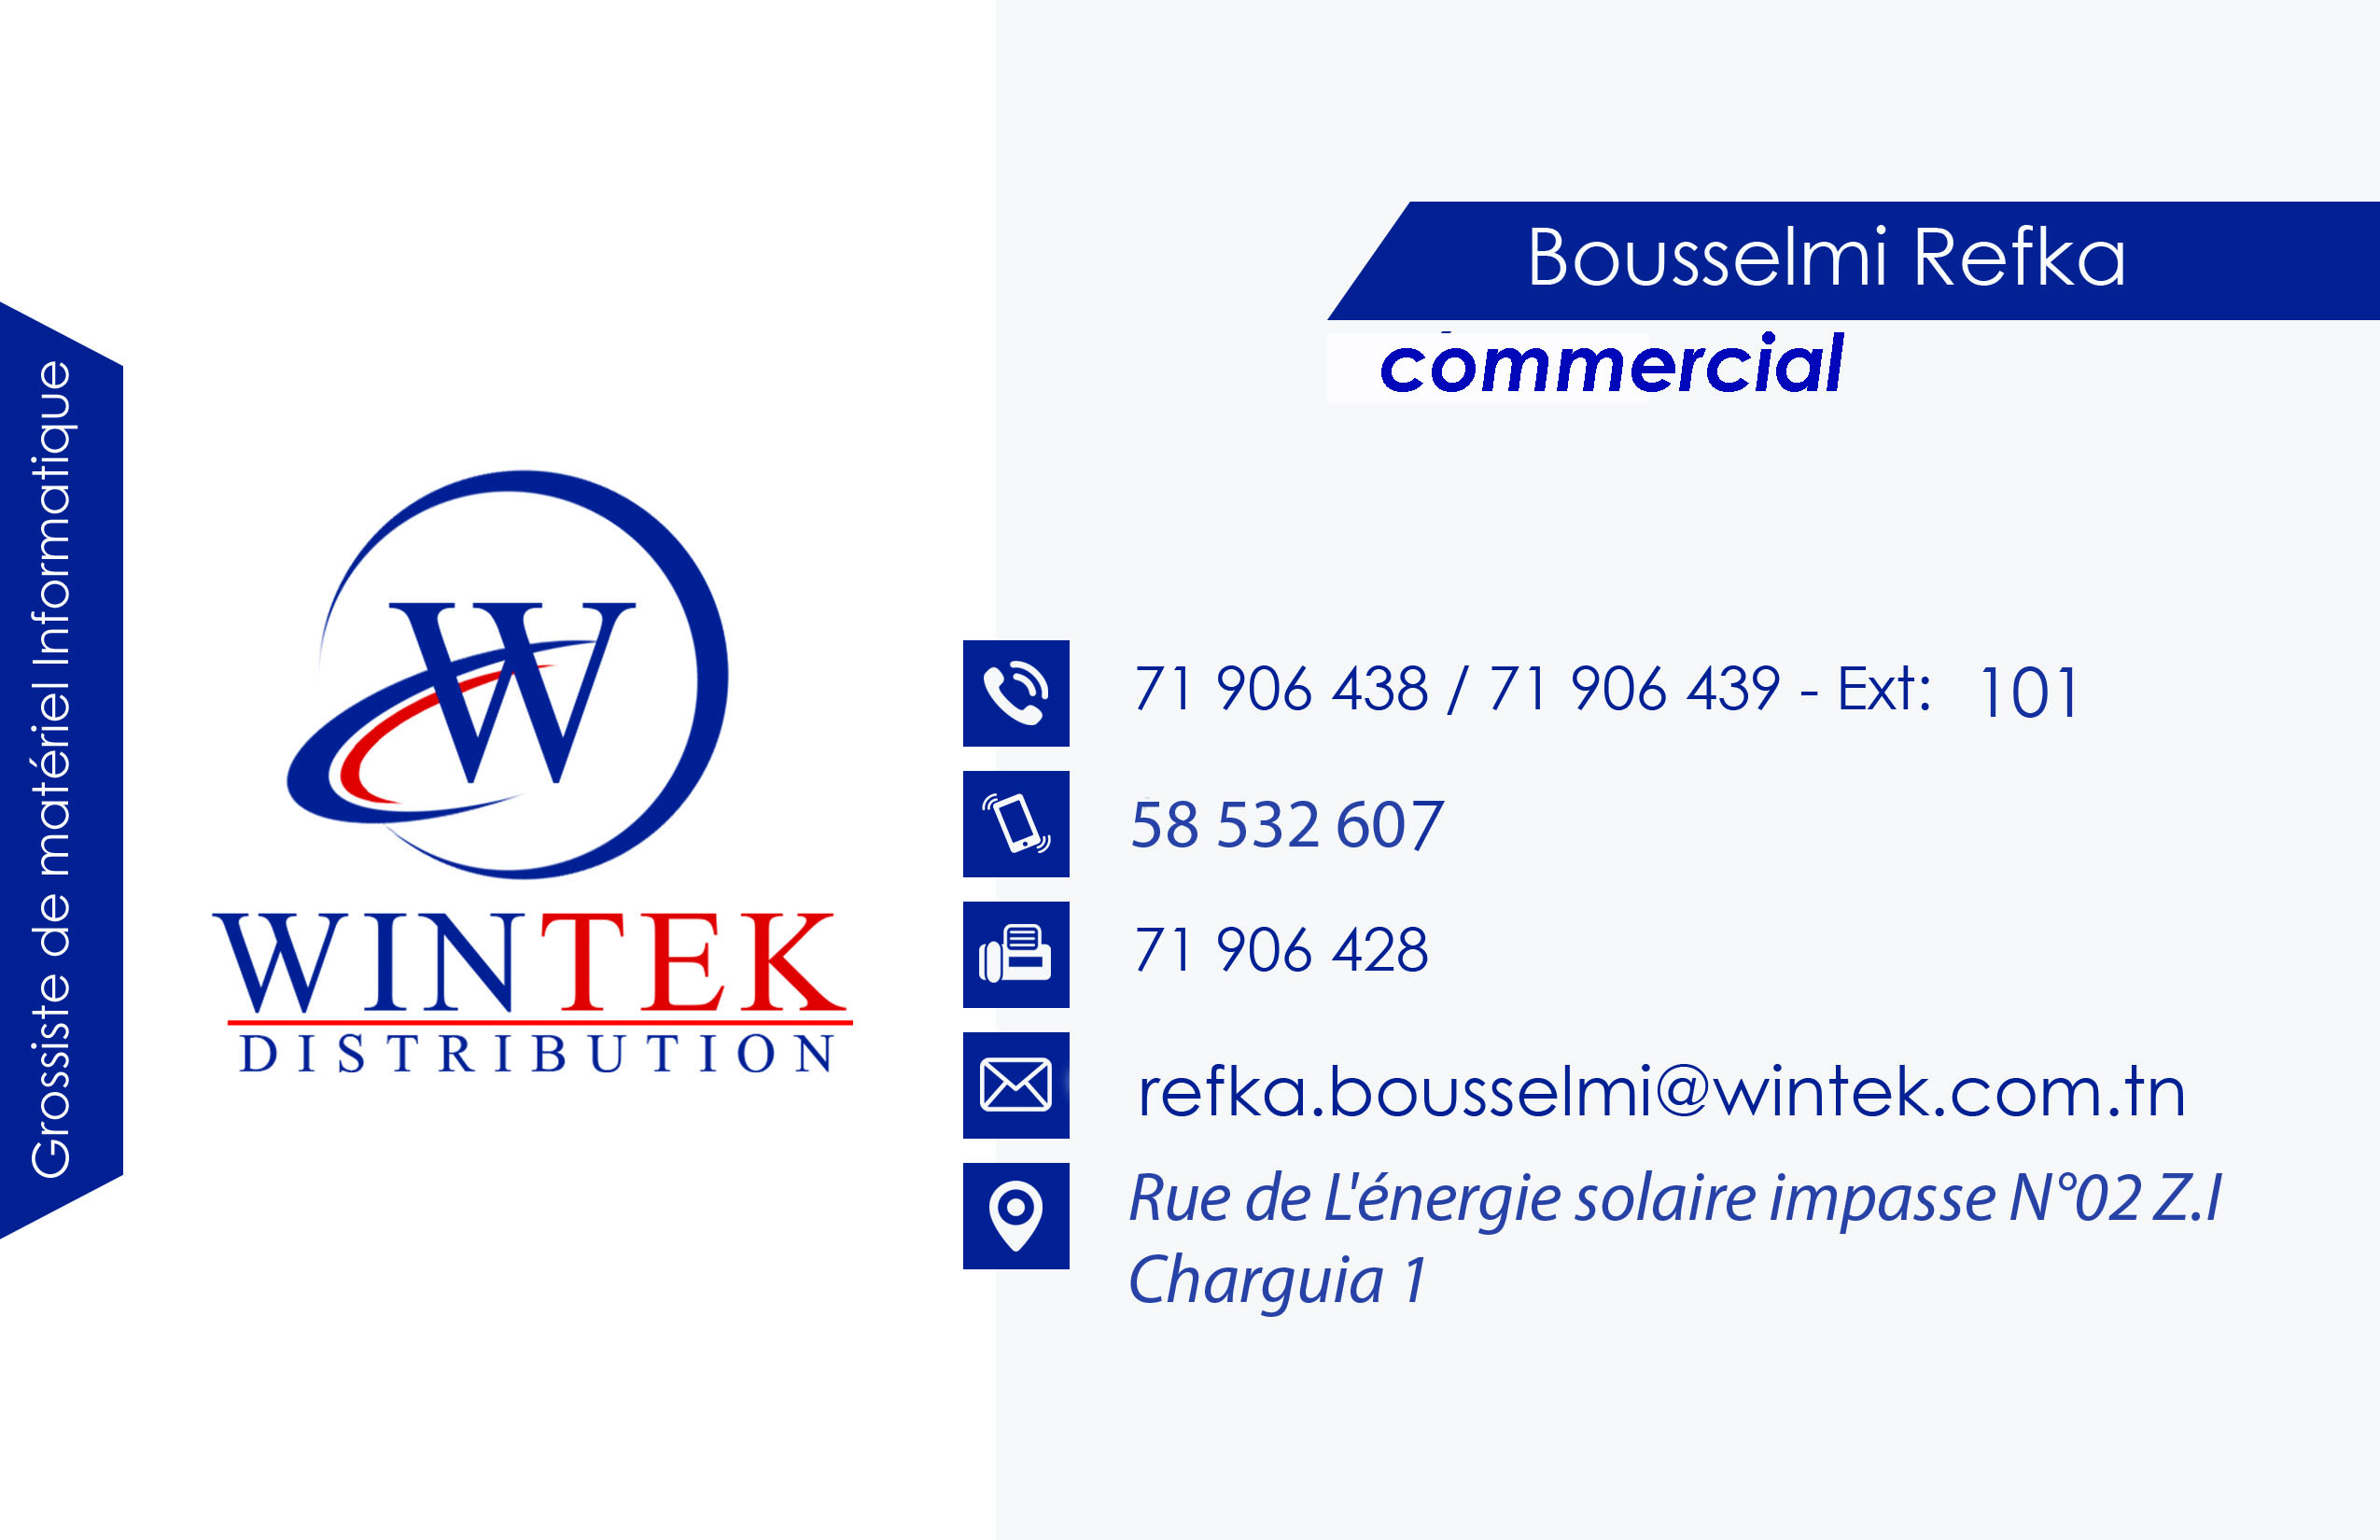 Grossiste de matériel Informatique
W
WINTEK
DISTRIBUTION
Bousselmi Refka
commercial
71 906 438 / 71 906 439 - Ext: 101
58 532 607
71 906 428
refka.bousselmi@wintek.com.tn
Rue de L'énergie solaire impasse N°02 Z.I
Charguia 1